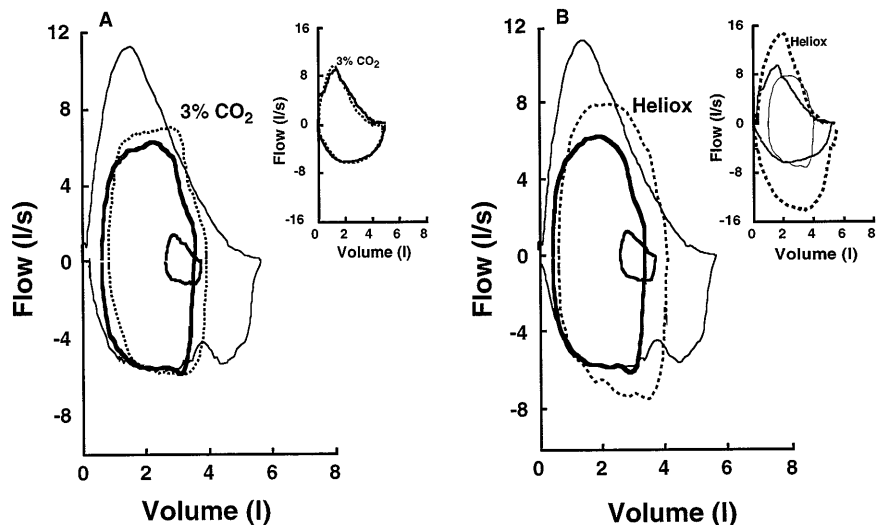 A
12
8
4
0
-4
-8
Flow (l/s)
3% CO2
0 2 4 6 8
Volume (l)
16
8
0
-8
-16
Flow (l/s)
3% CO2
0 2 4 6 8
Volume (l)
B
12
8
4
0
-4
-8
Flow (l/s)
Heliox
0 2 4 6 8
Volume (l)
16
8
0
-8
-16
Flow (l/s)
Heliox
0 2 4 6 8
Volume (l)